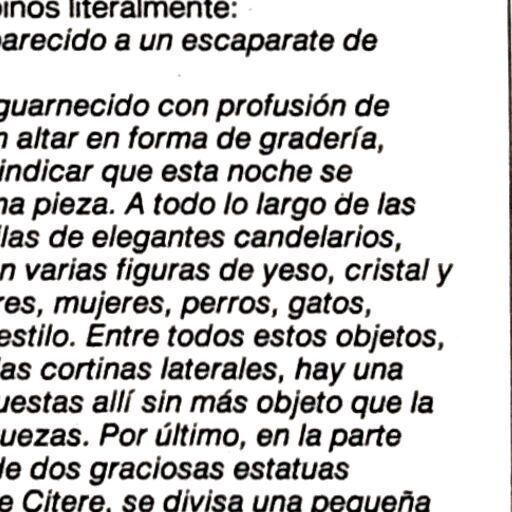 pinos literalmente:
parecido a un escaparate de
guarnecido con profusión de
n altar en forma de gradería,
indicar que esta noche se
na pieza. A todo lo largo de las
las de elegantes candelarios,
n varias figuras de yeso, cristal y
res, mujeres, perros, gatos,
estilo. Entre todos estos objetos,
las cortinas laterales, hay una
uestas allí sin más objeto que la
uezas. Por último, en la parte
de dos graciosas estatuas
e Citere, se divisa una pequeña